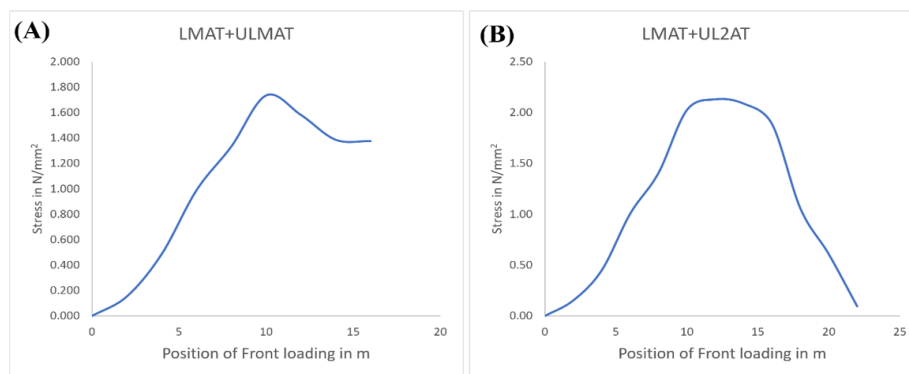 (A)
LMAT+ULMAT
2.000
1.800
1.600
1.400
1.200
1.000
0.800
0.600
0.400
0.200
0.000
Stress in N/mm²
0 5 10 15 20
Position of Front loading in m
(B)
LMAT+UL2AT
2.50
2.00
1.50
1.00
0.50
0.00
Stress in N/mm²
0 5 10 15 20 25
Position of Front loading in m